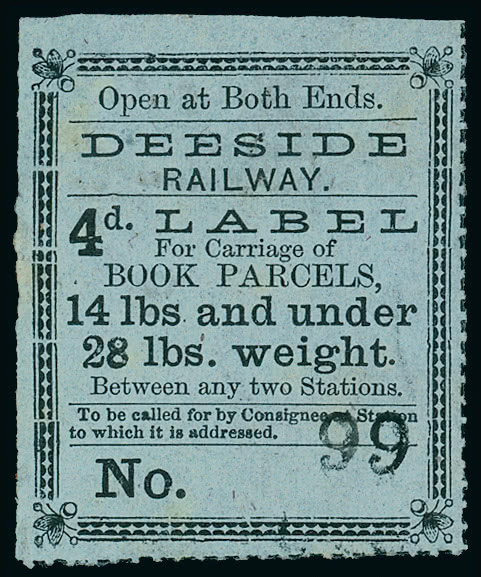 Open at Both Ends.
DEESIDE
RAILWAY.
4d. LABEL
For Carriage of
BOOK PARCELS,
14 lbs and under
28 lbs. weight.
Between any two Stations.
To be called for by Consignee at Station
to which it is addressed.
99
No.